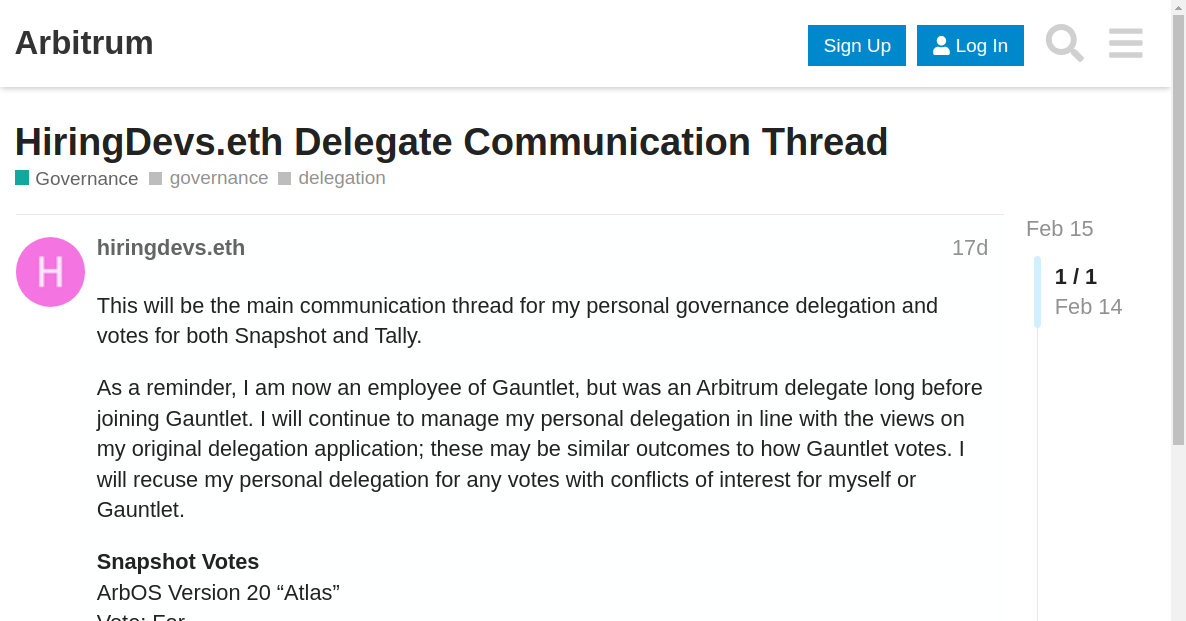 Arbitrum
Sign Up
Log In
HiringDevs.eth Delegate Communication Thread
Governance governance delegation
H
hiringdevs.eth
17d
Feb 15
1 / 1
Feb 14
This will be the main communication thread for my personal governance delegation and
votes for both Snapshot and Tally.
As a reminder, I am now an employee of Gauntlet, but was an Arbitrum delegate long before
joining Gauntlet. I will continue to manage my personal delegation in line with the views on
my original delegation application; these may be similar outcomes to how Gauntlet votes. I
will recuse my personal delegation for any votes with conflicts of interest for myself or
Gauntlet.
Snapshot Votes
ArbOS Version 20 “Atlas”
Vote: For